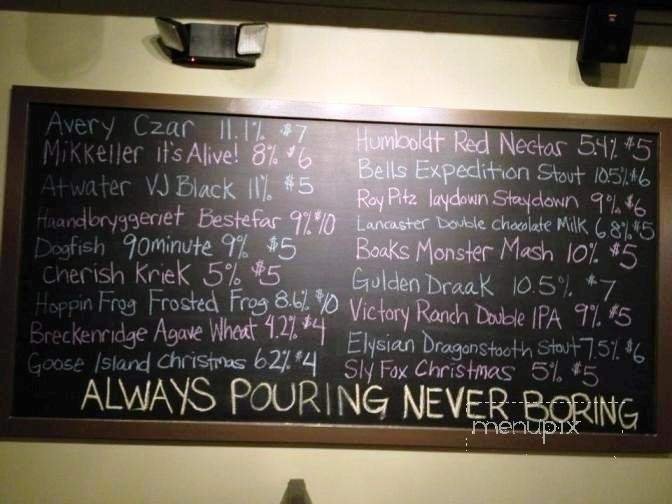 Avery Czar 11.1% $7
Mikkeller It's Alive! 8% $6
Atwater VJ Black 11% $5
Haandbryggeriet Bestefar 9% $10
Dogfish 90minute 9% $5
Cherish Kriek 5% $5
Hoppin Frog Frosted Frog 8.6% $10
Breckenridge Agave Wheat 4.2% $4
Goose Island Christmas 6.2% $4
Humboldt Red Nectar 5.4% $5
Bells Expedition Stout 10.5% $6
Roy Pitz laydown Staydown 9% $6
Lancaster Double chocolate Milk 6.8% $5
Boaks Monster Mash 10% $5
Gulden Draak 10.5% $7
Victory Ranch Double IPA 9% $5
Elysian Dragonstooth Stout 7.5% $6
Sly Fox Christmas 5% $5
ALWAYS POURING NEVER BORING
menupix